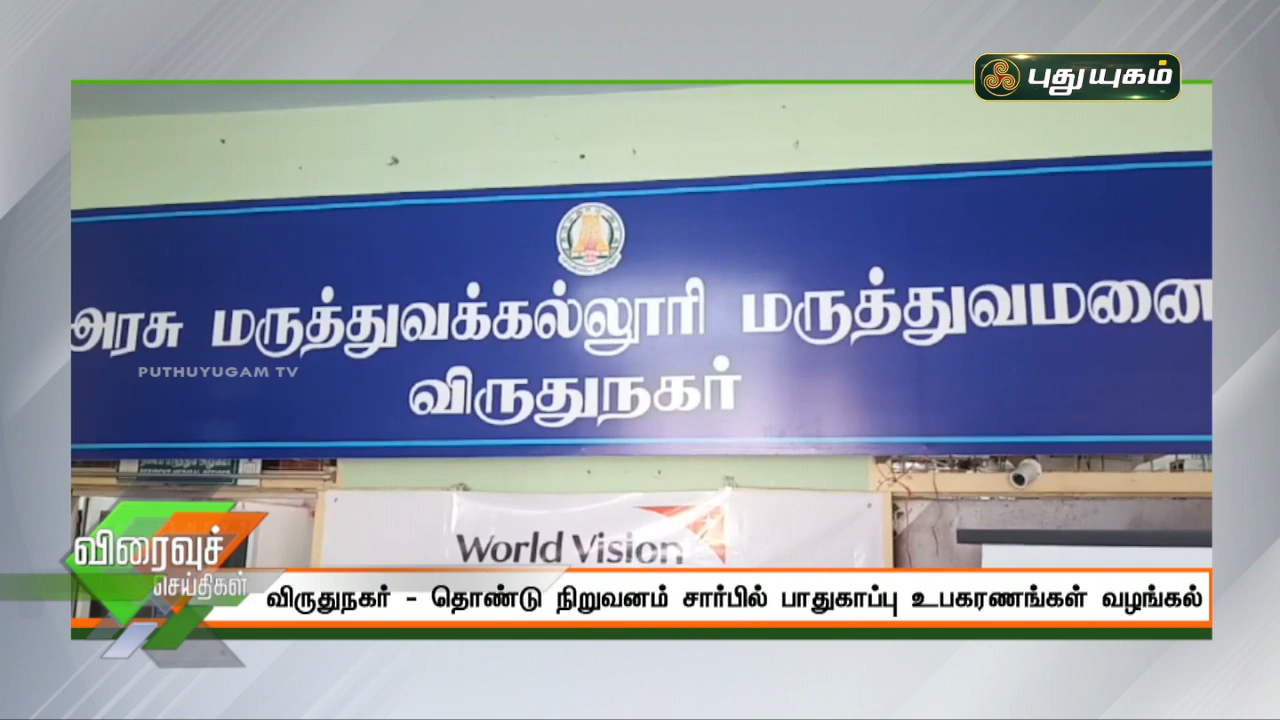 புதுயுகம்
அரசு மருத்துவக்கல்லூரி மருத்துவமனை
PUTHUYUGAM TV
விருதுநகர்
World Vision
விரைவுச்
செய்திகள்
விருதுநகர் - தொண்டு நிறுவனம் சார்பில் பாதுகாப்பு உபகரணங்கள் வழங்கல்